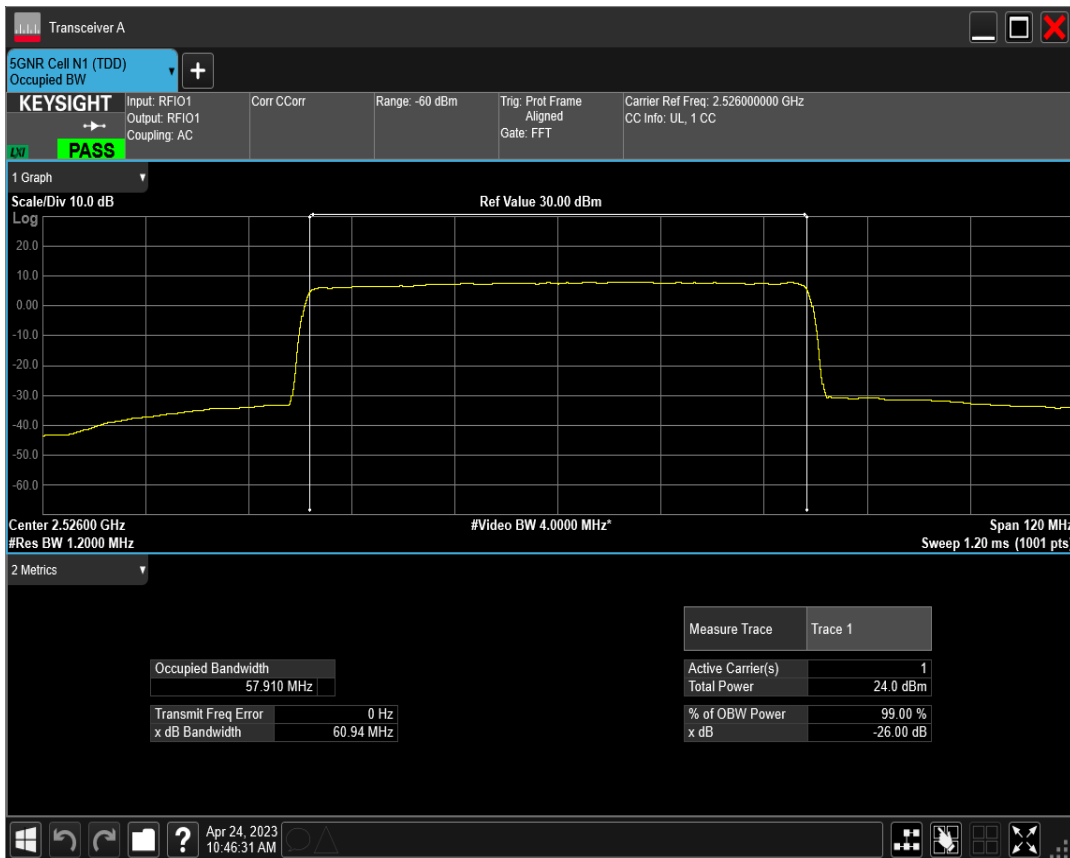 Transceiver A
5GNR Cell N1 (TDD)
Occupied BW
+
KEYSIGHT
LXI
PASS
Input: RFIO1
Output: RFIO1
Coupling: AC
Corr CCorr
Range: -60 dBm
Trig: Prot Frame
Aligned
Gate: FFT
Carrier Ref Freq: 2.526000000 GHz
CC Info: UL, 1 CC
1 Graph
Scale/Div 10.0 dB
Ref Value 30.00 dBm
Log
20.0
10.0
0.00
-10.0
-20.0
-30.0
-40.0
-50.0
-60.0
Center 2.52600 GHz
#Video BW 4.0000 MHz*
Span 120 MHz
#Res BW 1.2000 MHz
Sweep 1.20 ms (1001 pts)
2 Metrics
Measure Trace Trace 1
Occupied Bandwidth
57.910 MHz
Active Carrier(s) 1
Total Power 24.0 dBm
Transmit Freq Error 0 Hz
x dB Bandwidth 60.94 MHz
% of OBW Power 99.00 %
x dB -26.00 dB
?
Apr 24, 2023
10:46:31 AM